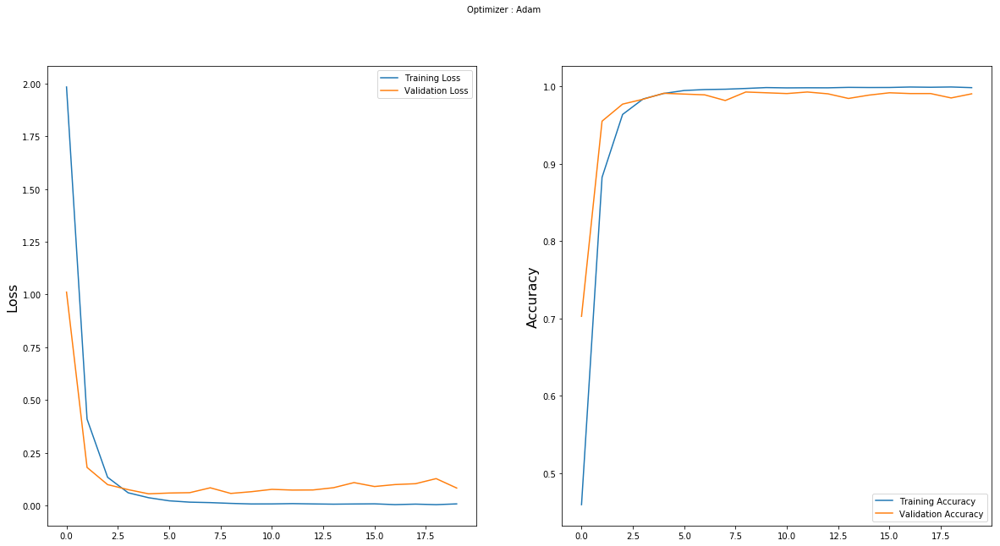 Optimizer : Adam
Training Loss
Validation Loss
2.00
1.75
1.50
1.25
1.00
0.75
0.50
0.25
0.00
Loss
0.0 2.5 5.0 7.5 10.0 12.5 15.0 17.5
1.0
0.9
0.8
0.7
0.6
0.5
Accuracy
Training Accuracy
Validation Accuracy
0.0 2.5 5.0 7.5 10.0 12.5 15.0 17.5